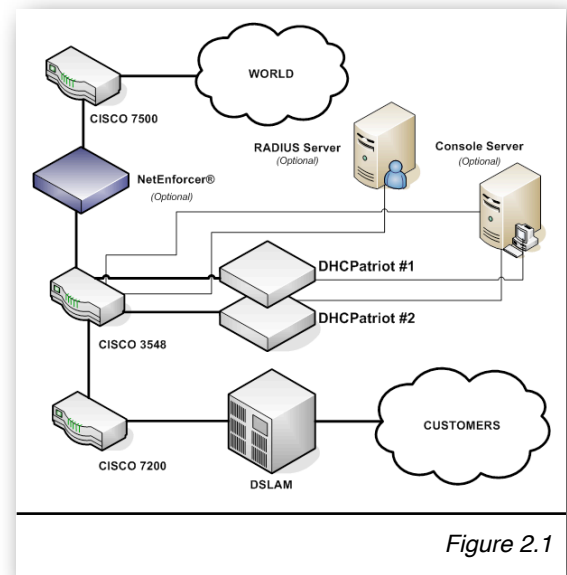 WORLD
CISCO 7500
RADIUS Server
(Optional)
Console Server
(Optional)
NetEnforcer®
(Optional)
DHCPatriot #1
DHCPatriot #2
CISCO 3548
CUSTOMERS
CISCO 7200
DSLAM
Figure 2.1